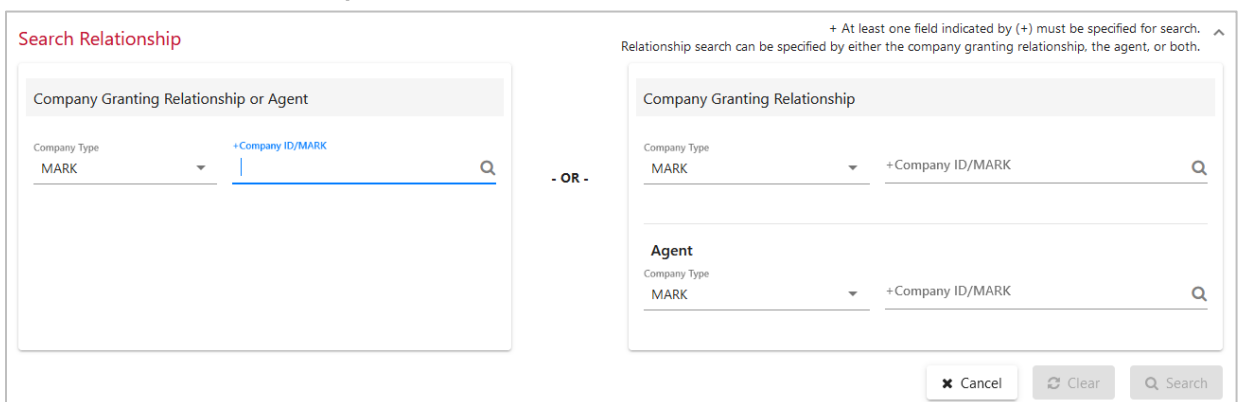 Search Relationship
+ At least one field indicated by (+) must be specified for search.
Relationship search can be specified by either the company granting relationship, the agent, or both.
Company Granting Relationship or Agent
Company Type
MARK
+Company ID/MARK
- OR -
Company Granting Relationship
Company Type
MARK
+Company ID/MARK
Agent
Company Type
MARK
+Company ID/MARK
Cancel
Clear
Search